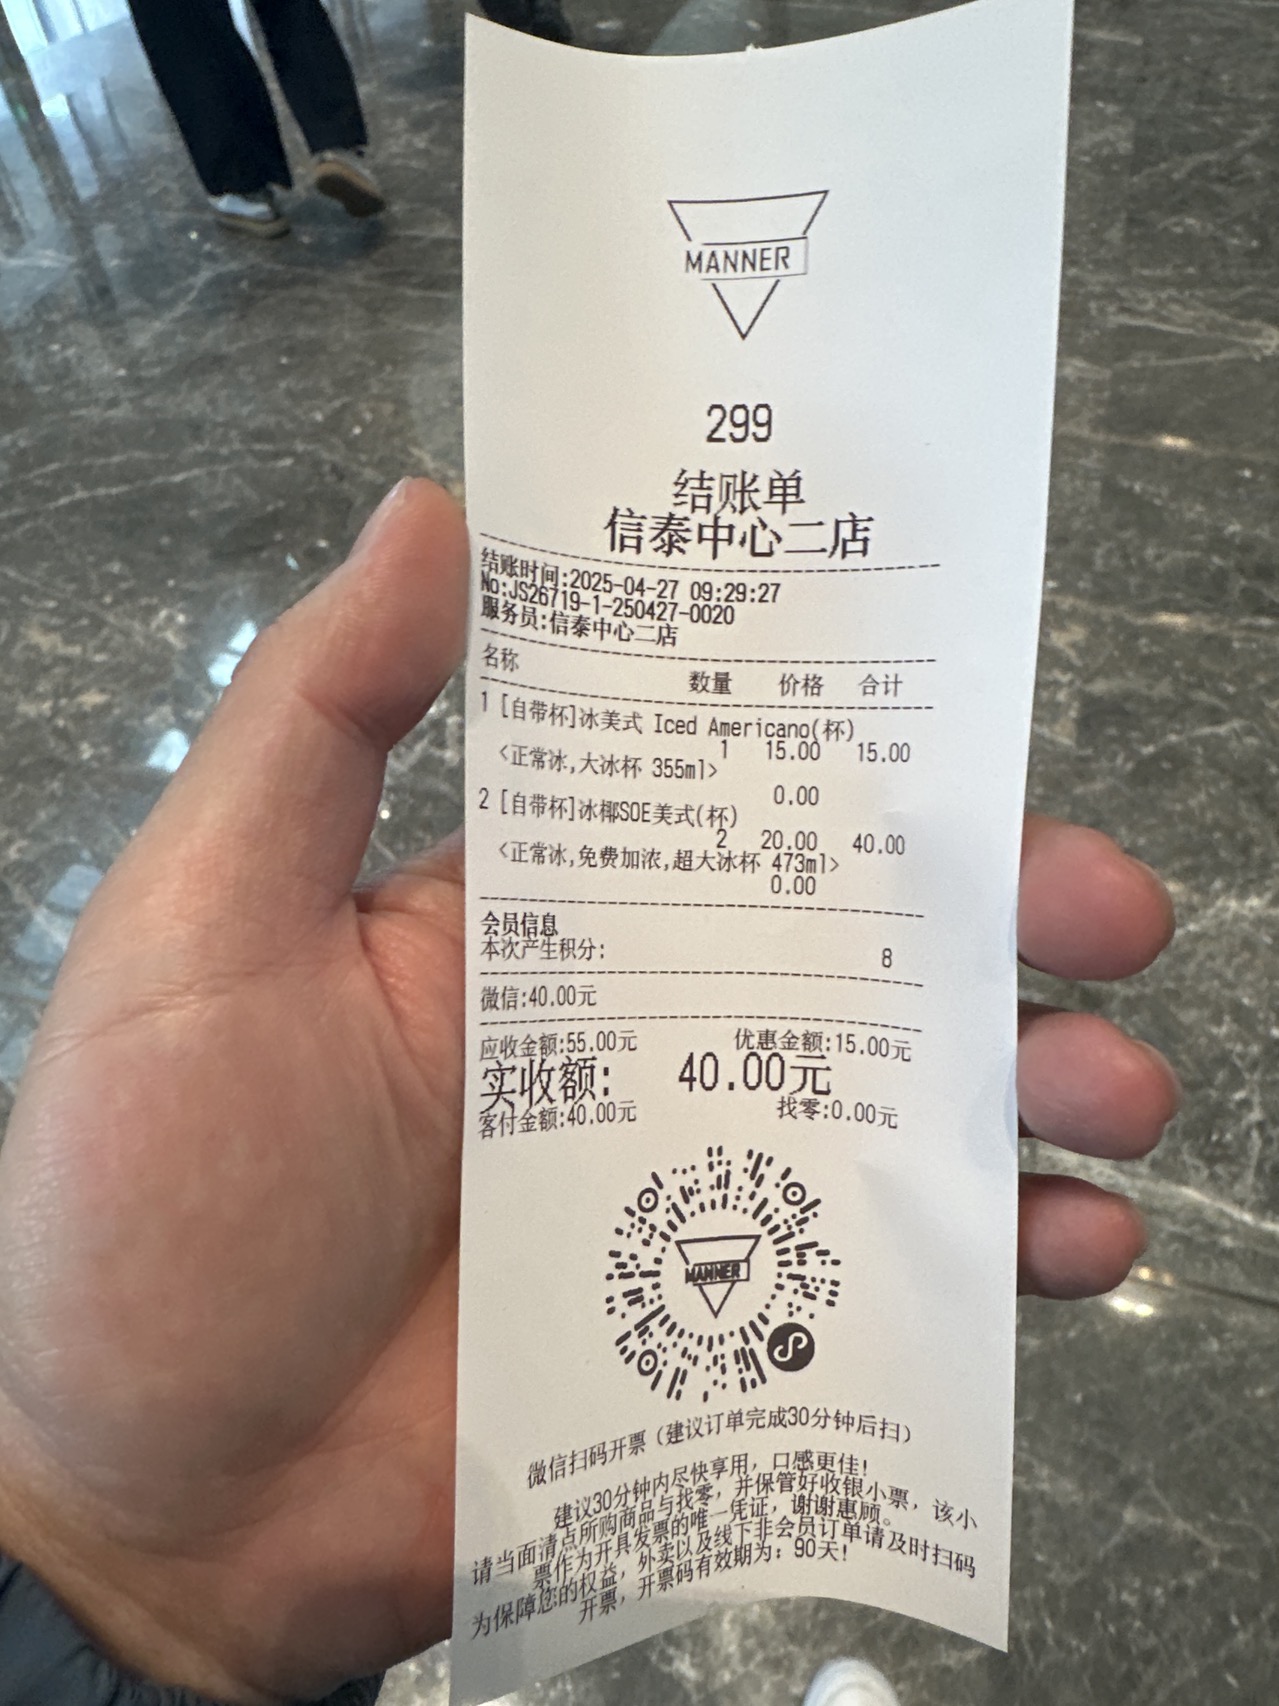 MANNER
299
结账单
信泰中心二店
结账时间:2025-04-27 09:29:27
No:JS26719-1-250427-0020
服务员:信泰中心二店
名称 数量 价格 合计
1 [自带杯]冰美式 Iced Americano(杯)
1 15.00 15.00
<正常冰,大冰杯 355ml>
0.00
2 [自带杯]冰椰SOE美式(杯)
2 20.00 40.00
<正常冰,免费加浓,超大冰杯 473ml>
0.00
会员信息
本次产生积分: 8
微信:40.00元
应收金额:55.00元 优惠金额:15.00元
实收额: 40.00元
客付金额:40.00元 找零:0.00元
MANNER
微信扫码开票（建议订单完成30分钟后扫）
建议30分钟内尽快享用，口感更佳!
请当面清点所购商品与找零，并保管好收银小票，该小
票作为开具发票的唯一凭证，谢谢惠顾。
为保障您的权益，外卖以及线下非会员订单请及时扫码
开票，开票码有效期为：90天!